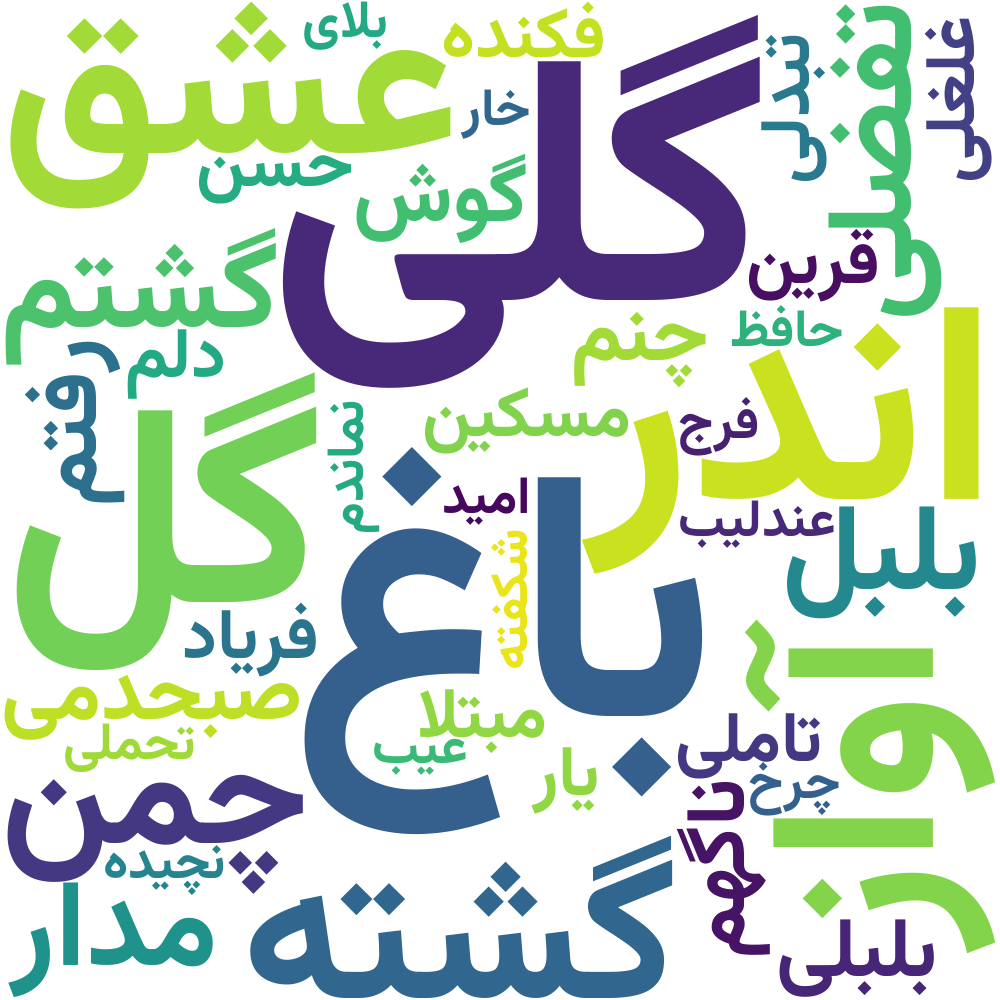 بلای
فکنده
عشق
گلی
تبدلی
تفضلی
غلغلی
خار
حسن
گوش
گشتم
قرین
حافظ
چنم
دلم
رفتم
اندر
مسکین
فرج
نماندم
گل
امید
باغ
عندلیب
بلبل
شکفته
فریاد
آواز
صبحدمی
مبتلا
تاملی
تحملی
عیب
یار
چرخ
چمن
ناگهم
نچیده
گشته
مدار
بلبلی